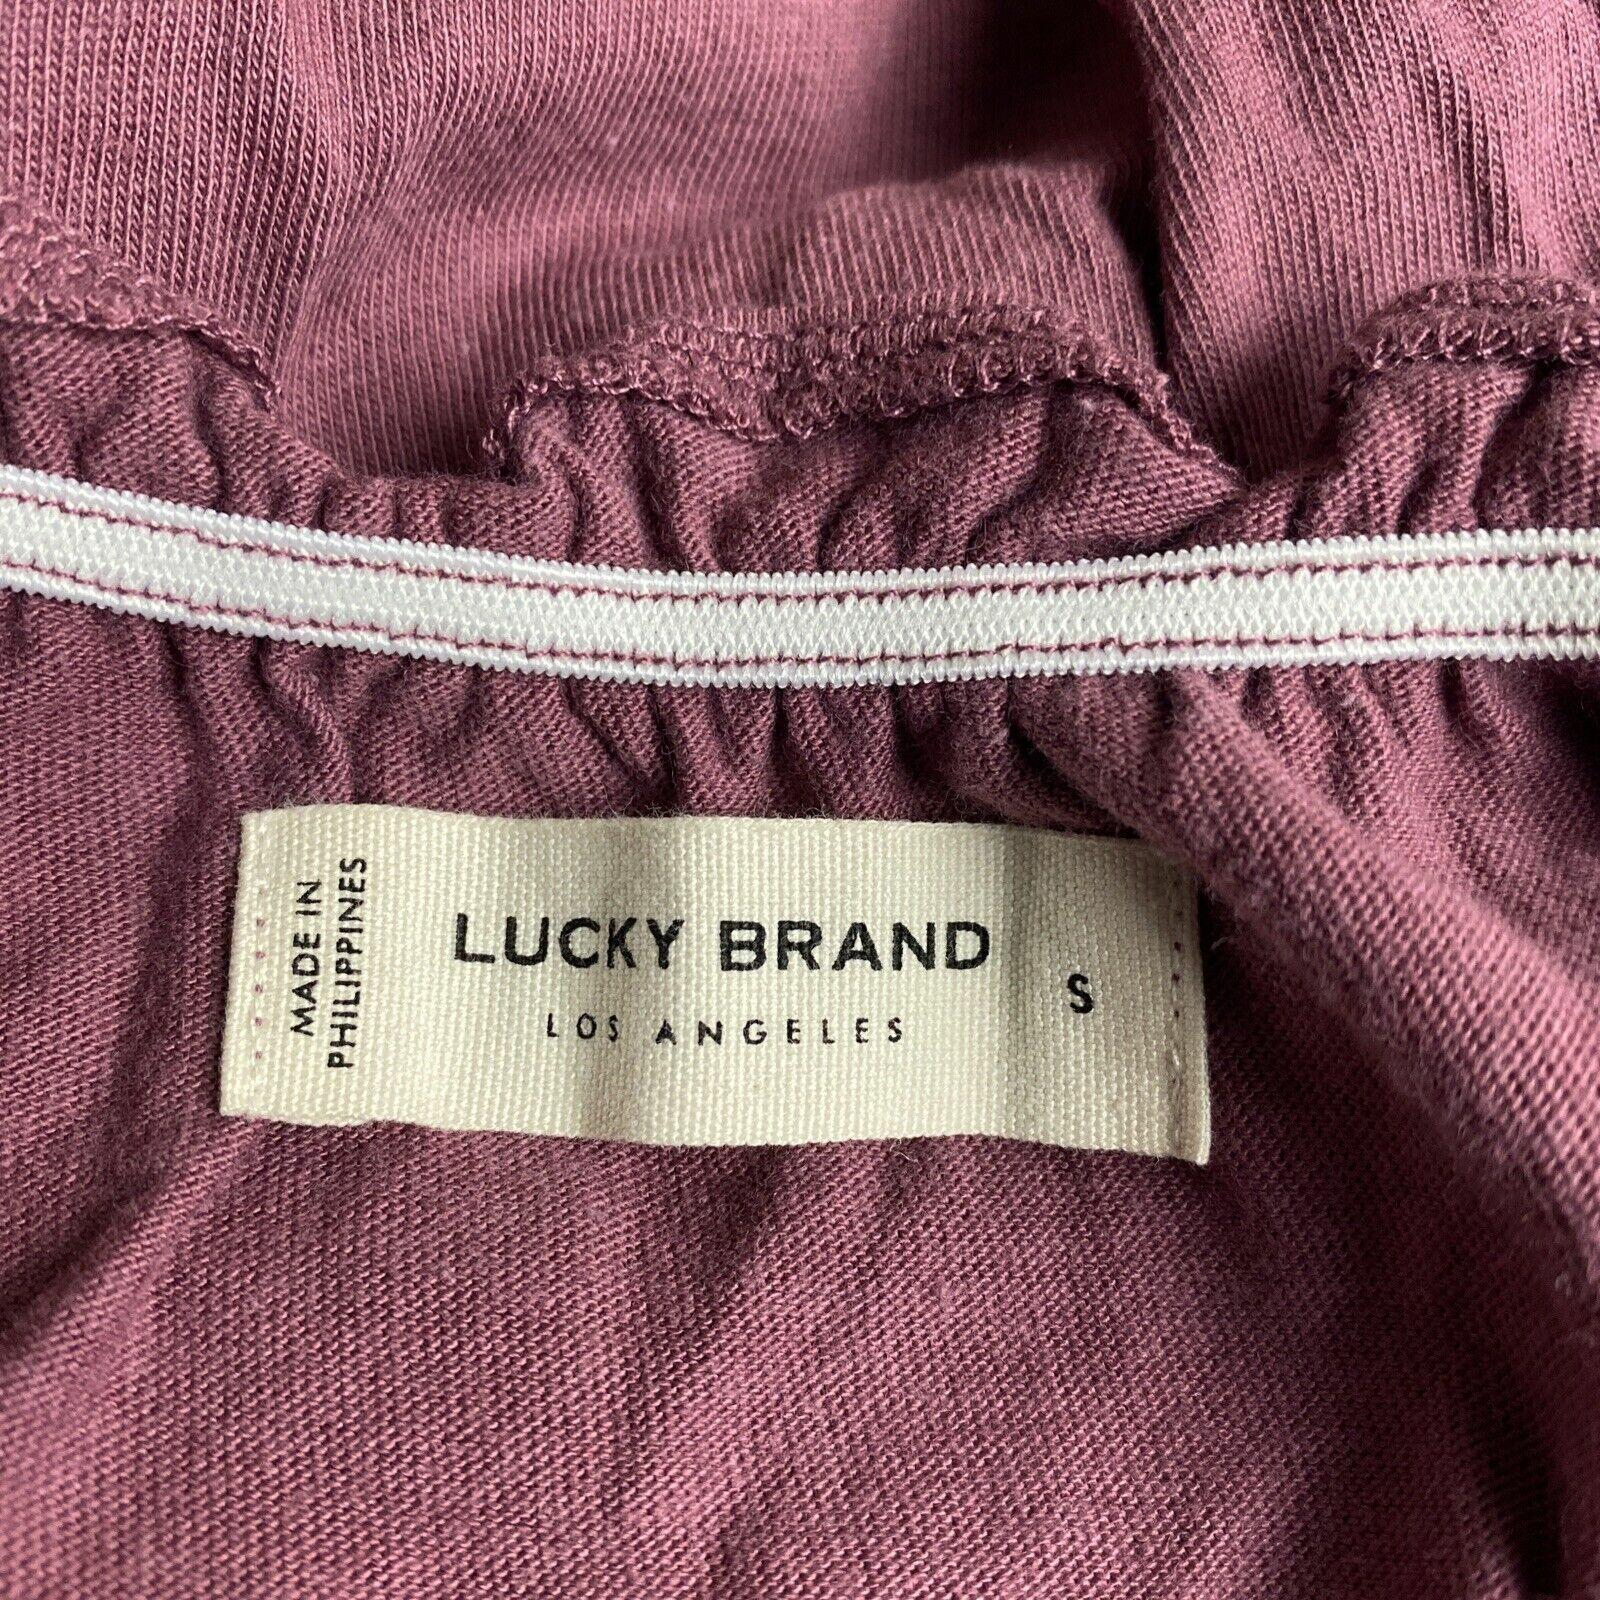 MADE IN
PHILIPPINES
LUCKY BRAND
LOS ANGELES
S